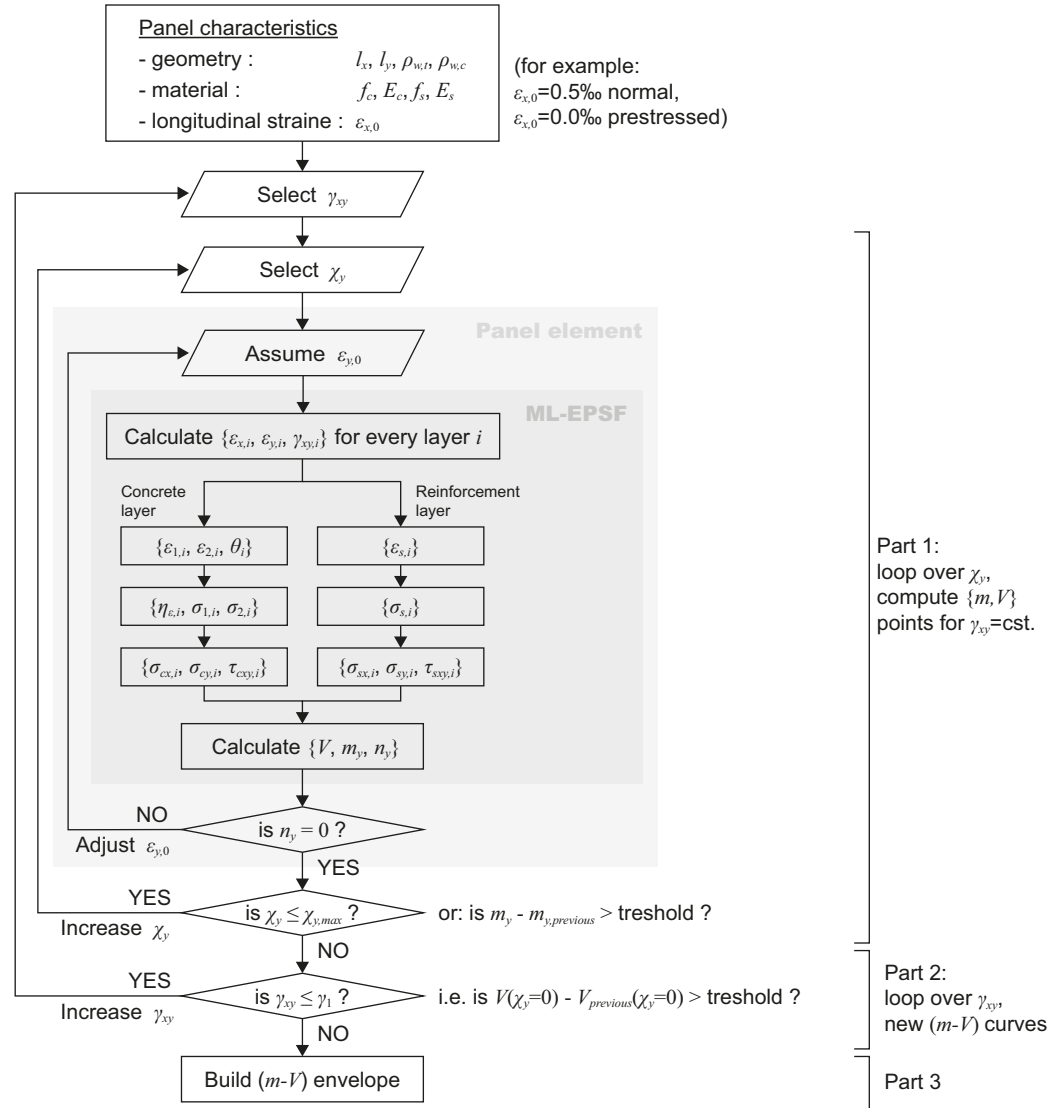 Panel characteristics
- geometry : lx, ly, ρw,t, ρw,c
- material : fc, Ec, fs, Es
- longitudinal straine : εx,0
(for example:
εx,0=0.5‰ normal,
εx,0=0.0‰ prestressed)
Select γxy
Select χy
Panel element
Assume εy,0
ML-EPSF
Calculate {εx,i, εy,i, γxy,i} for every layer i
Concrete
layer
Reinforcement
layer
{ε1,i, ε2,i, θi}
{εs,i}
{ηε,i, σ1,i, σ2,i}
{σs,i}
{σcx,i, σcy,i, τcxy,i}
{σsx,i, σsy,i, τsxy,i}
Calculate {V, my, ny}
NO
is ny = 0 ?
Adjust εy,0
YES
YES
is χy ≤ χy,max ?
or: is my - my,previous > treshold ?
Increase χy
NO
YES
is γxy ≤ γ1 ?
i.e. is V(χy=0) - Vprevious(χy=0) > treshold ?
Increase γxy
NO
Build (m-V) envelope
Part 1:
loop over χy,
compute {m,V}
points for γxy=cst.
Part 2:
loop over γxy,
new (m-V) curves
Part 3